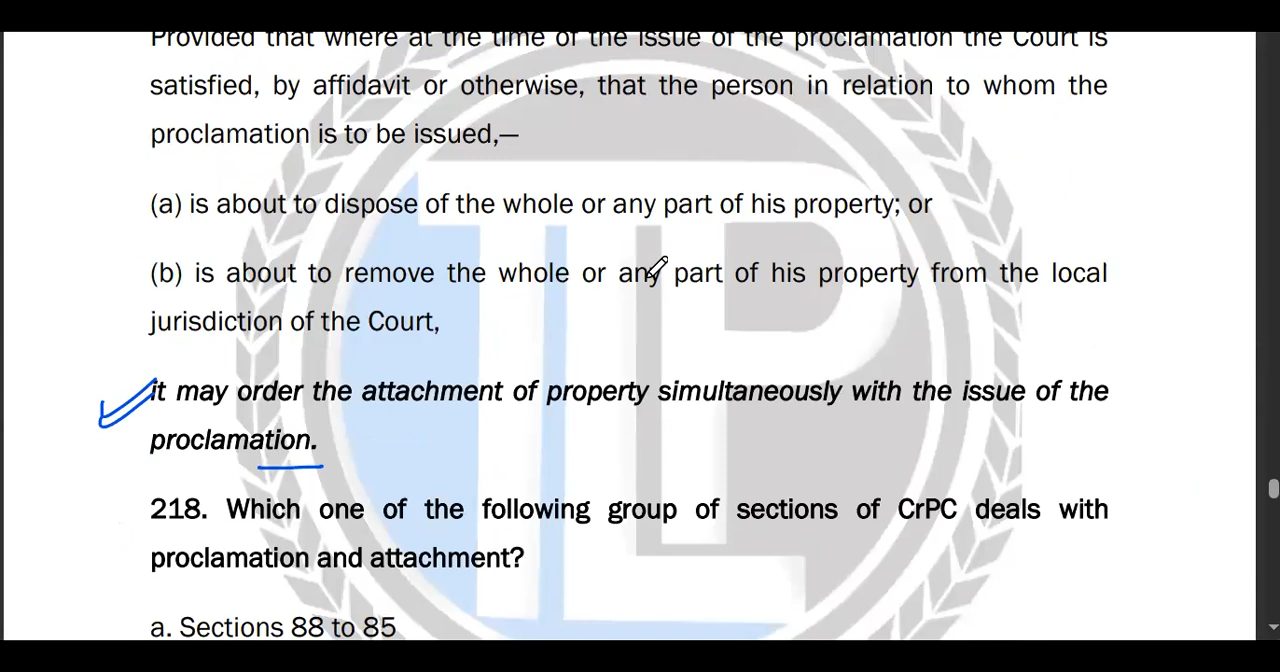 Provided that where at the time of the issue of the proclamation the Court is
satisfied, by affidavit or otherwise, that the person in relation to whom the
proclamation is to be issued,—
(a) is about to dispose of the whole or any part of his property; or
(b) is about to remove the whole or any part of his property from the local
jurisdiction of the Court,
it may order the attachment of property simultaneously with the issue of the
proclamation.
218. Which one of the following group of sections of CrPC deals with
proclamation and attachment?
a. Sections 88 to 85